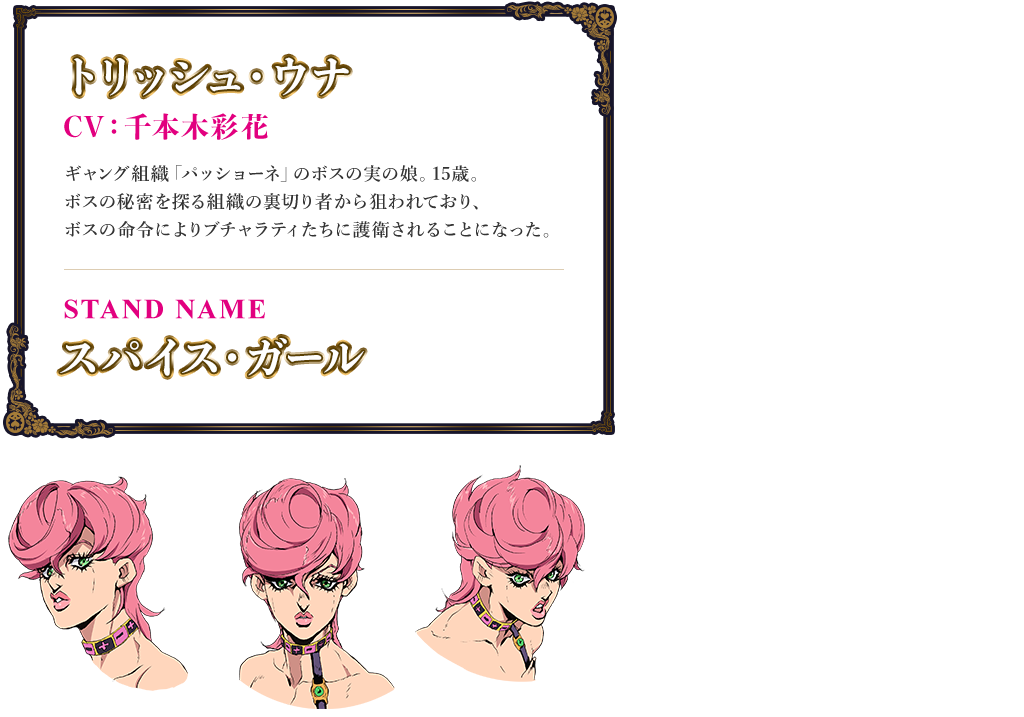 トリッシュ・ウナ
CV：千本木彩花
ギャング組織「パッショーネ」のボスの実の娘。15歳。
ボスの秘密を探る組織の裏切り者から狙われており、
ボスの命令によりブチャラティたちに護衛されることになった。
STAND NAME
スパイス・ガール